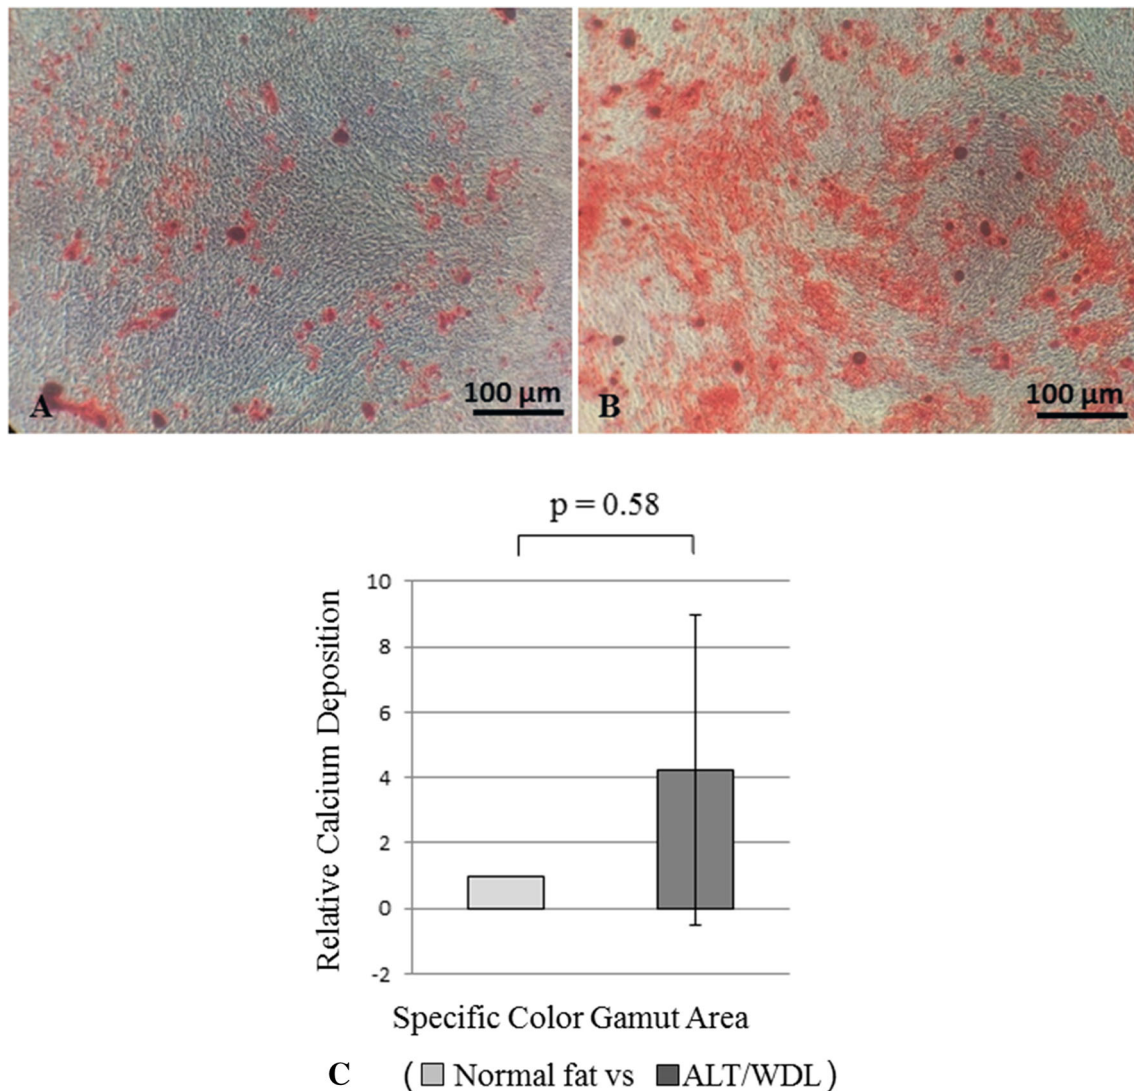 100 µm
A
100 µm
B
p = 0.58
Relative Calcium Deposition
10
8
6
4
2
0
-2
Specific Color Gamut Area
C ( Normal fat vs ALT/WDL )